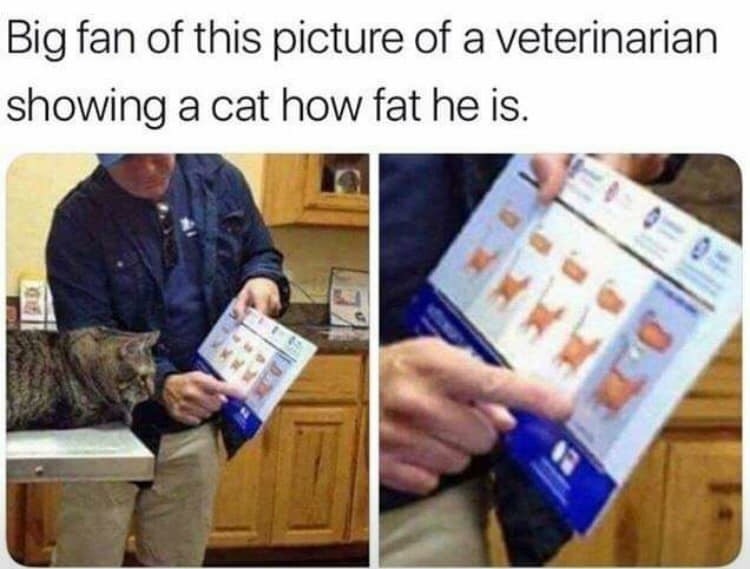 Big fan of this picture of a veterinarian
showing a cat how fat he is.